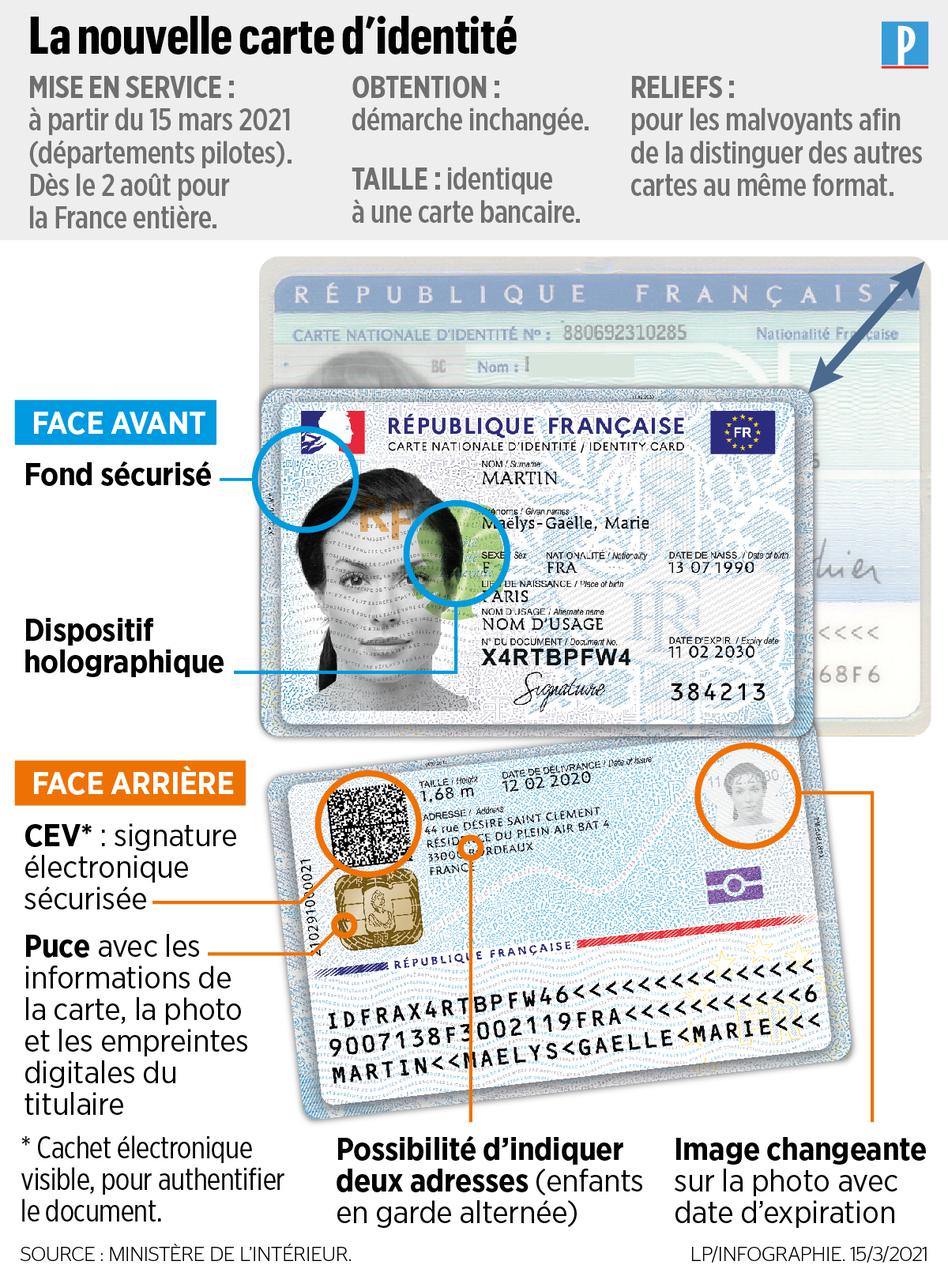 La nouvelle carte d'identité
P
MISE EN SERVICE :
à partir du 15 mars 2021
(départements pilotes).
Dès le 2 août pour
la France entière.
OBTENTION :
démarche inchangée.
TAILLE : identique
à une carte bancaire.
RELIEFS :
pour les malvoyants afin
de la distinguer des autres
cartes au même format.
RÉPUBLIQUE FRANÇAISE
CARTE NATIONALE D'IDENTITÉ Nº : 880692310285 Nationalité Française
BC Nom :
FACE AVANT
Fond sécurisé
Dispositif
holographique
RÉPUBLIQUE FRANÇAISE
CARTE NATIONALE D'IDENTITÉ / IDENTITY CARD
FR
NOM / Surname
MARTIN
Prénoms / Given names
Maëlys-Gaëlle, Marie
SEXE / Sex NATIONALITÉ / Nationality DATE DE NAISS. / Date of birth
F FRA 13 07 1990
LIEU DE NAISSANCE / Place of birth
PARIS
NOM D'USAGE / Alternate name
NOM D'USAGE
N° DU DOCUMENT / Document No. DATE D'EXPIR. / Expiry date
X4RTBPFW4 11 02 2030
Signature 384213
RF
<<<
68F6
FACE ARRIÈRE
CEV* : signature
électronique
sécurisée
Puce avec les
informations de
la carte, la photo
et les empreintes
digitales du
titulaire
* Cachet électronique
visible, pour authentifier
le document.
TAILLE / Height DATE DE DÉLIVRANCE / Date of issue
1,68 m 12 02 2020
ADRESSE / Address
44 rue DÉSIRÉ SAINT CLÉMENT
RÉSIDENCE DU PLEIN AIR BAT 4
33000 BORDEAUX
FRANCE
RÉPUBLIQUE FRANÇAISE
IDFRAX4RTBPFW46<<<<<<<<<<<<<<<
9007138F3002119FRA<<<<<<<<<<<6
MARTIN<<MAELYS<GAELLE<MARIE<<<
Possibilité d'indiquer
deux adresses (enfants
en garde alternée)
Image changeante
sur la photo avec
date d'expiration
SOURCE : MINISTÈRE DE L'INTÉRIEUR.
LP/INFOGRAPHIE. 15/3/2021